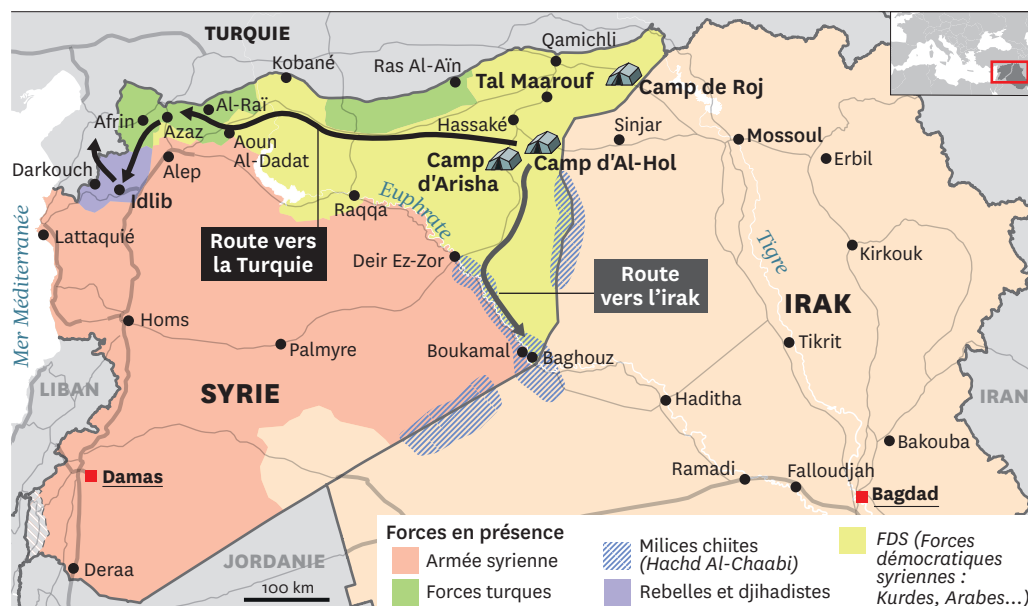 TURQUIE
Qamichli
Kobané
Ras Al-Aïn
Tal Maarouf
Camp de Roj
Al-Raï
Afrin
Azaz
Hassaké
Sinjar
Mossoul
Aoun
Al-Dadat
Darkouch
Alep
Camp
d'Arisha
Camp d'Al-Hol
Erbil
Idlib
Raqqa
Euphrate
Mer Méditerranée
Lattaquié
Route vers
la Turquie
Deir Ez-Zor
Route
vers l'irak
Tigre
Kirkouk
IRAK
Homs
Palmyre
Boukamal
Baghouz
Tikrit
LIBAN
SYRIE
IRAN
Haditha
Bakouba
Damas
Ramadi
Falloudjah
Bagdad
JORDANIE
Deraa
100 km
Forces en présence
Armée syrienne
Forces turques
Milices chiites
(Hachd Al-Chaabi)
Rebelles et djihadistes
FDS (Forces
démocratiques
syriennes :
Kurdes, Arabes...)